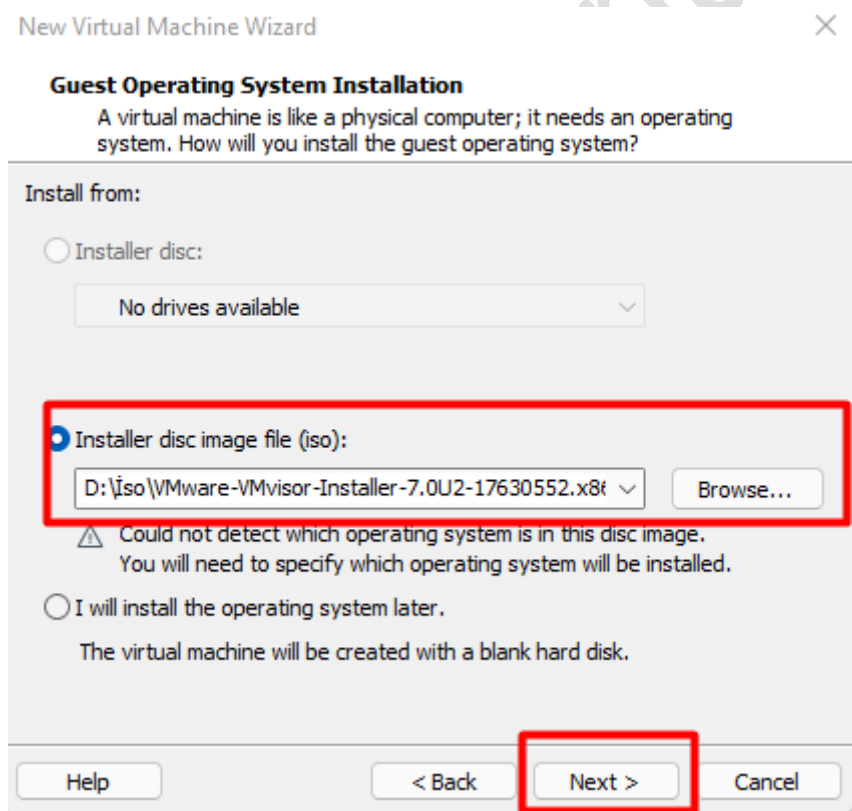 New Virtual Machine Wizard
Guest Operating System Installation
A virtual machine is like a physical computer; it needs an operating
system. How will you install the guest operating system?
Install from:
Installer disc:
No drives available
Installer disc image file (iso):
D:\İso\VMware-VMvisor-Installer-7.0U2-17630552.x86
Browse...
Could not detect which operating system is in this disc image.
You will need to specify which operating system will be installed.
I will install the operating system later.
The virtual machine will be created with a blank hard disk.
Help
< Back
Next >
Cancel